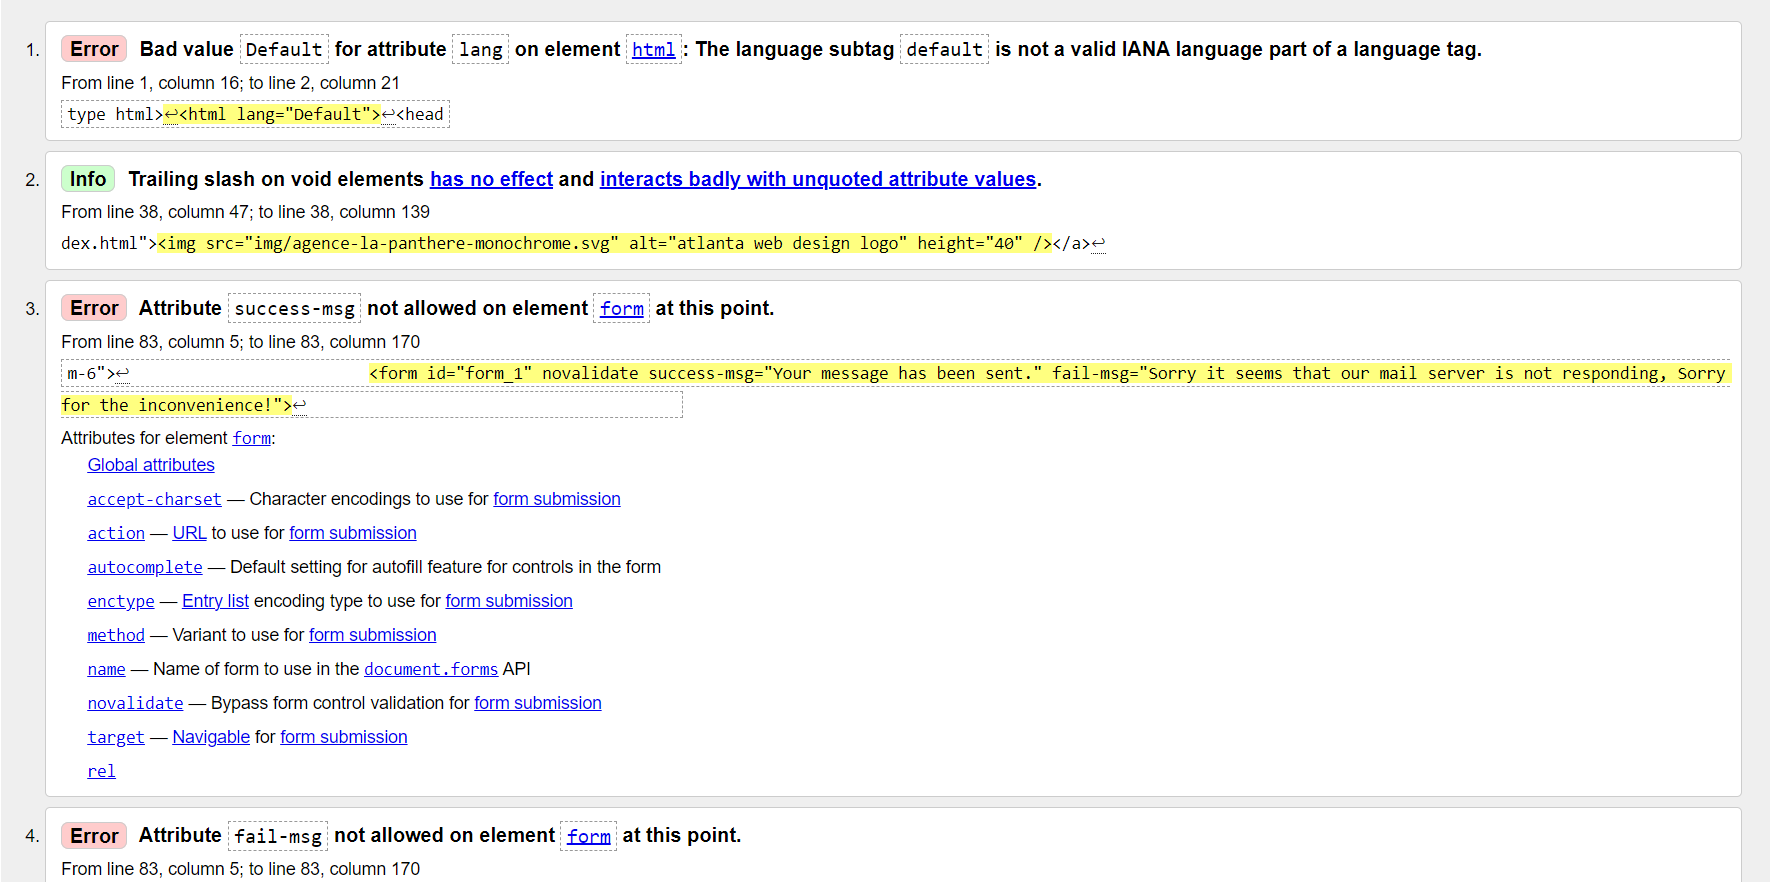 1. Error Bad value Default for attribute lang on element html: The language subtag default is not a valid IANA language part of a language tag.
From line 1, column 16; to line 2, column 21
type html>↩<html lang="Default">↩<head
2. Info Trailing slash on void elements has no effect and interacts badly with unquoted attribute values.
From line 38, column 47; to line 38, column 139
dex.html"><img src="img/agence-la-panthere-monochrome.svg" alt="atlanta web design logo" height="40" /></a>↩
3. Error Attribute success-msg not allowed on element form at this point.
From line 83, column 5; to line 83, column 170
m-6">↩ <form id="form_1" novalidate success-msg="Your message has been sent." fail-msg="Sorry it seems that our mail server is not responding, Sorry
for the inconvenience!">↩
Attributes for element form:
Global attributes
accept-charset — Character encodings to use for form submission
action — URL to use for form submission
autocomplete — Default setting for autofill feature for controls in the form
enctype — Entry list encoding type to use for form submission
method — Variant to use for form submission
name — Name of form to use in the document.forms API
novalidate — Bypass form control validation for form submission
target — Navigable for form submission
rel
4. Error Attribute fail-msg not allowed on element form at this point.
From line 83, column 5; to line 83, column 170